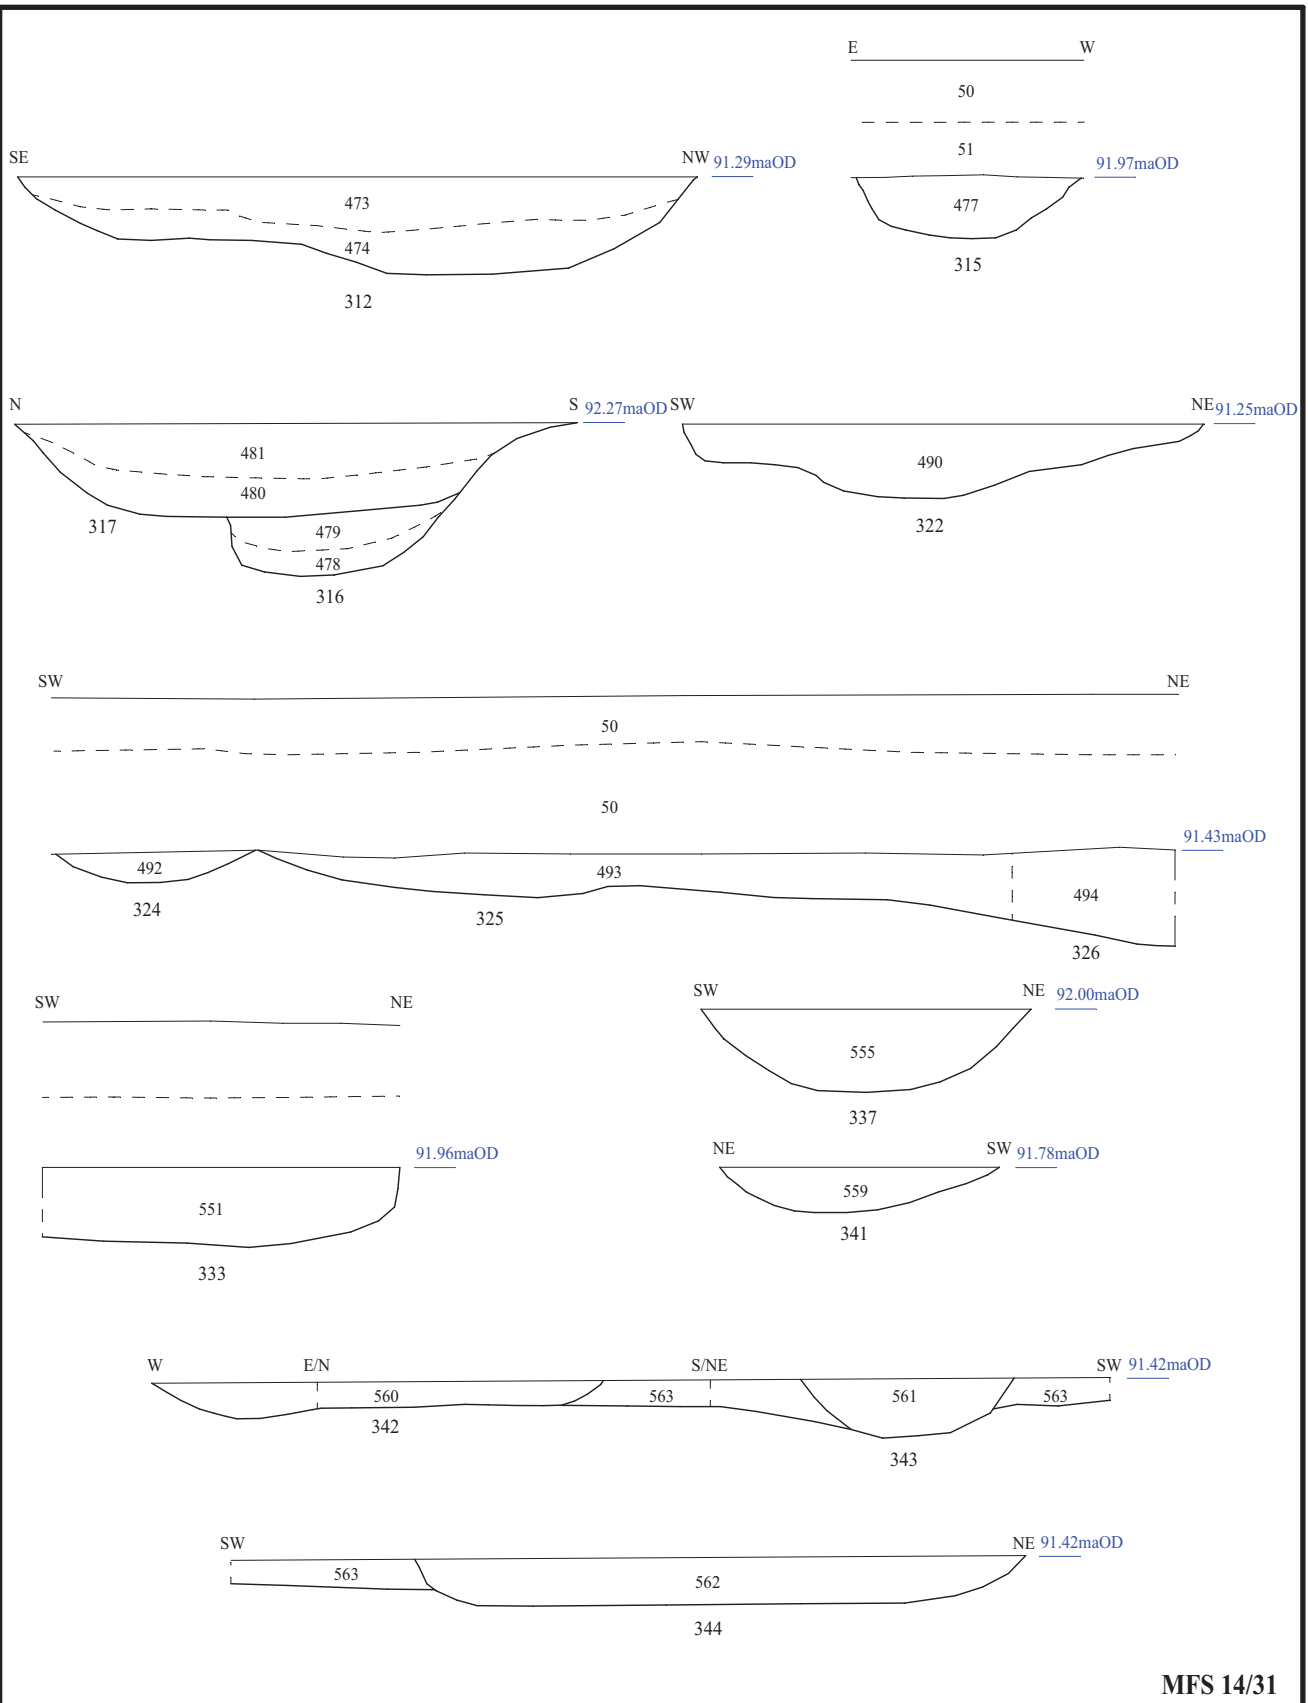 E W
50
51
SE NW 91.29maOD
91.97maOD
473
477
474
315
312
N S 92.27maOD
SW NE 91.25maOD
481
490
480
317
479
322
478
316
SW NE
50
50
91.43maOD
492
493
494
324
325
326
SW NE
SW NE 92.00maOD
555
337
NE SW 91.78maOD
91.96maOD
559
551
341
333
W E/N S/NE SW 91.42maOD
560 563 561 563
342
343
SW NE 91.42maOD
563
562
344
MFS 14/31